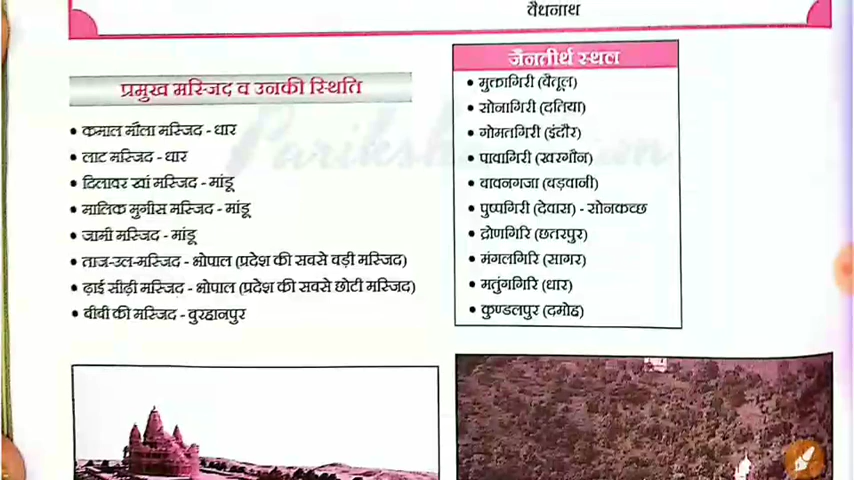 वैधनाथ
प्रमुख मस्जिद व उनकी स्थिति
• कमाल मौला मस्जिद - धार
• लाट मस्जिद - धार
• दिलावर खां मस्जिद - मांडू
• मालिक मुगीस मस्जिद - मांडू
• जामी मस्जिद - मांडू
• ताज-उल-मस्जिद - भोपाल (प्रदेश की सबसे बड़ी मस्जिद)
• ढ़ाई सीढ़ी मस्जिद - भोपाल (प्रदेश की सबसे छोटी मस्जिद)
• बीबी की मस्जिद - बुरहानपुर
जैनतीर्थ स्थल
• मुक्तागिरी (बैतूल)
• सोनागिरी (दतिया)
• गोमतगिरी (इंदौर)
• पावागिरी (खरगौन)
• बावनगजा (बड़वानी)
• पुष्पगिरी (देवास) - सोनकच्छ
• द्रोणगिरि (छतरपुर)
• मंगलगिरि (सागर)
• मतुंगगिरि (धार)
• कुण्डलपुर (दमोह)